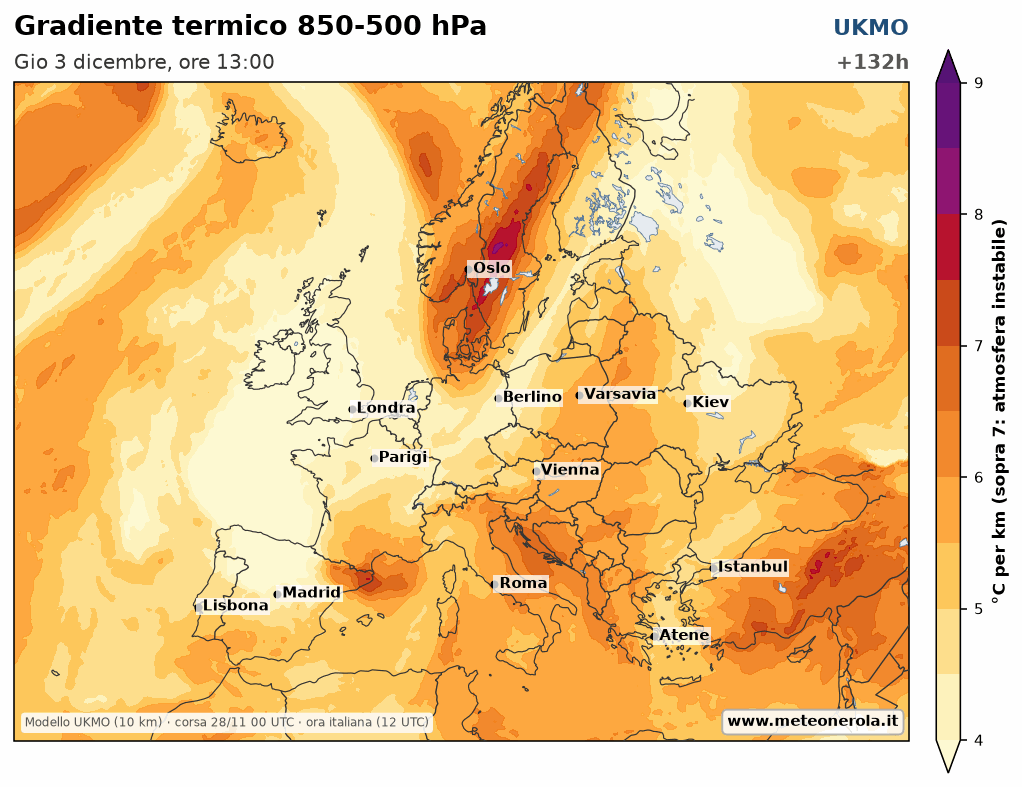 Gradiente termico 850-500 hPa
UKMO
Gio 3 dicembre, ore 13:00
+132h
9
8
7
6
5
4
°C per km (sopra 7: atmosfera instabile)
Oslo
Berlino
Varsavia
Kiev
Londra
Parigi
Vienna
Istanbul
Roma
Madrid
Lisbona
Atene
Modello UKMO (10 km) · corsa 28/11 00 UTC · ora italiana (12 UTC)
www.meteonerola.it